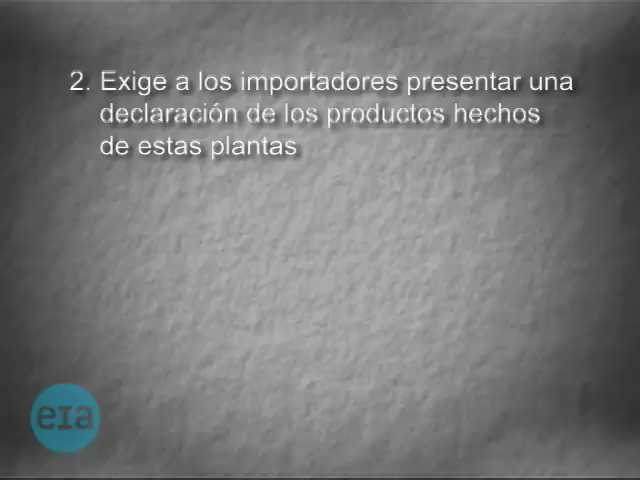 2. Exige a los importadores presentar una
declaración de los productos hechos
de estas plantas
eia